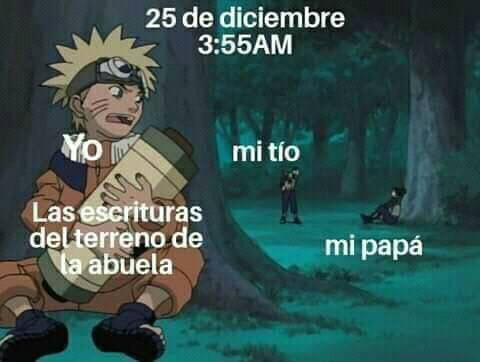 25 de diciembre
3:55AM
Yo
mi tío
Las escrituras
del terreno de
la abuela
mi papá